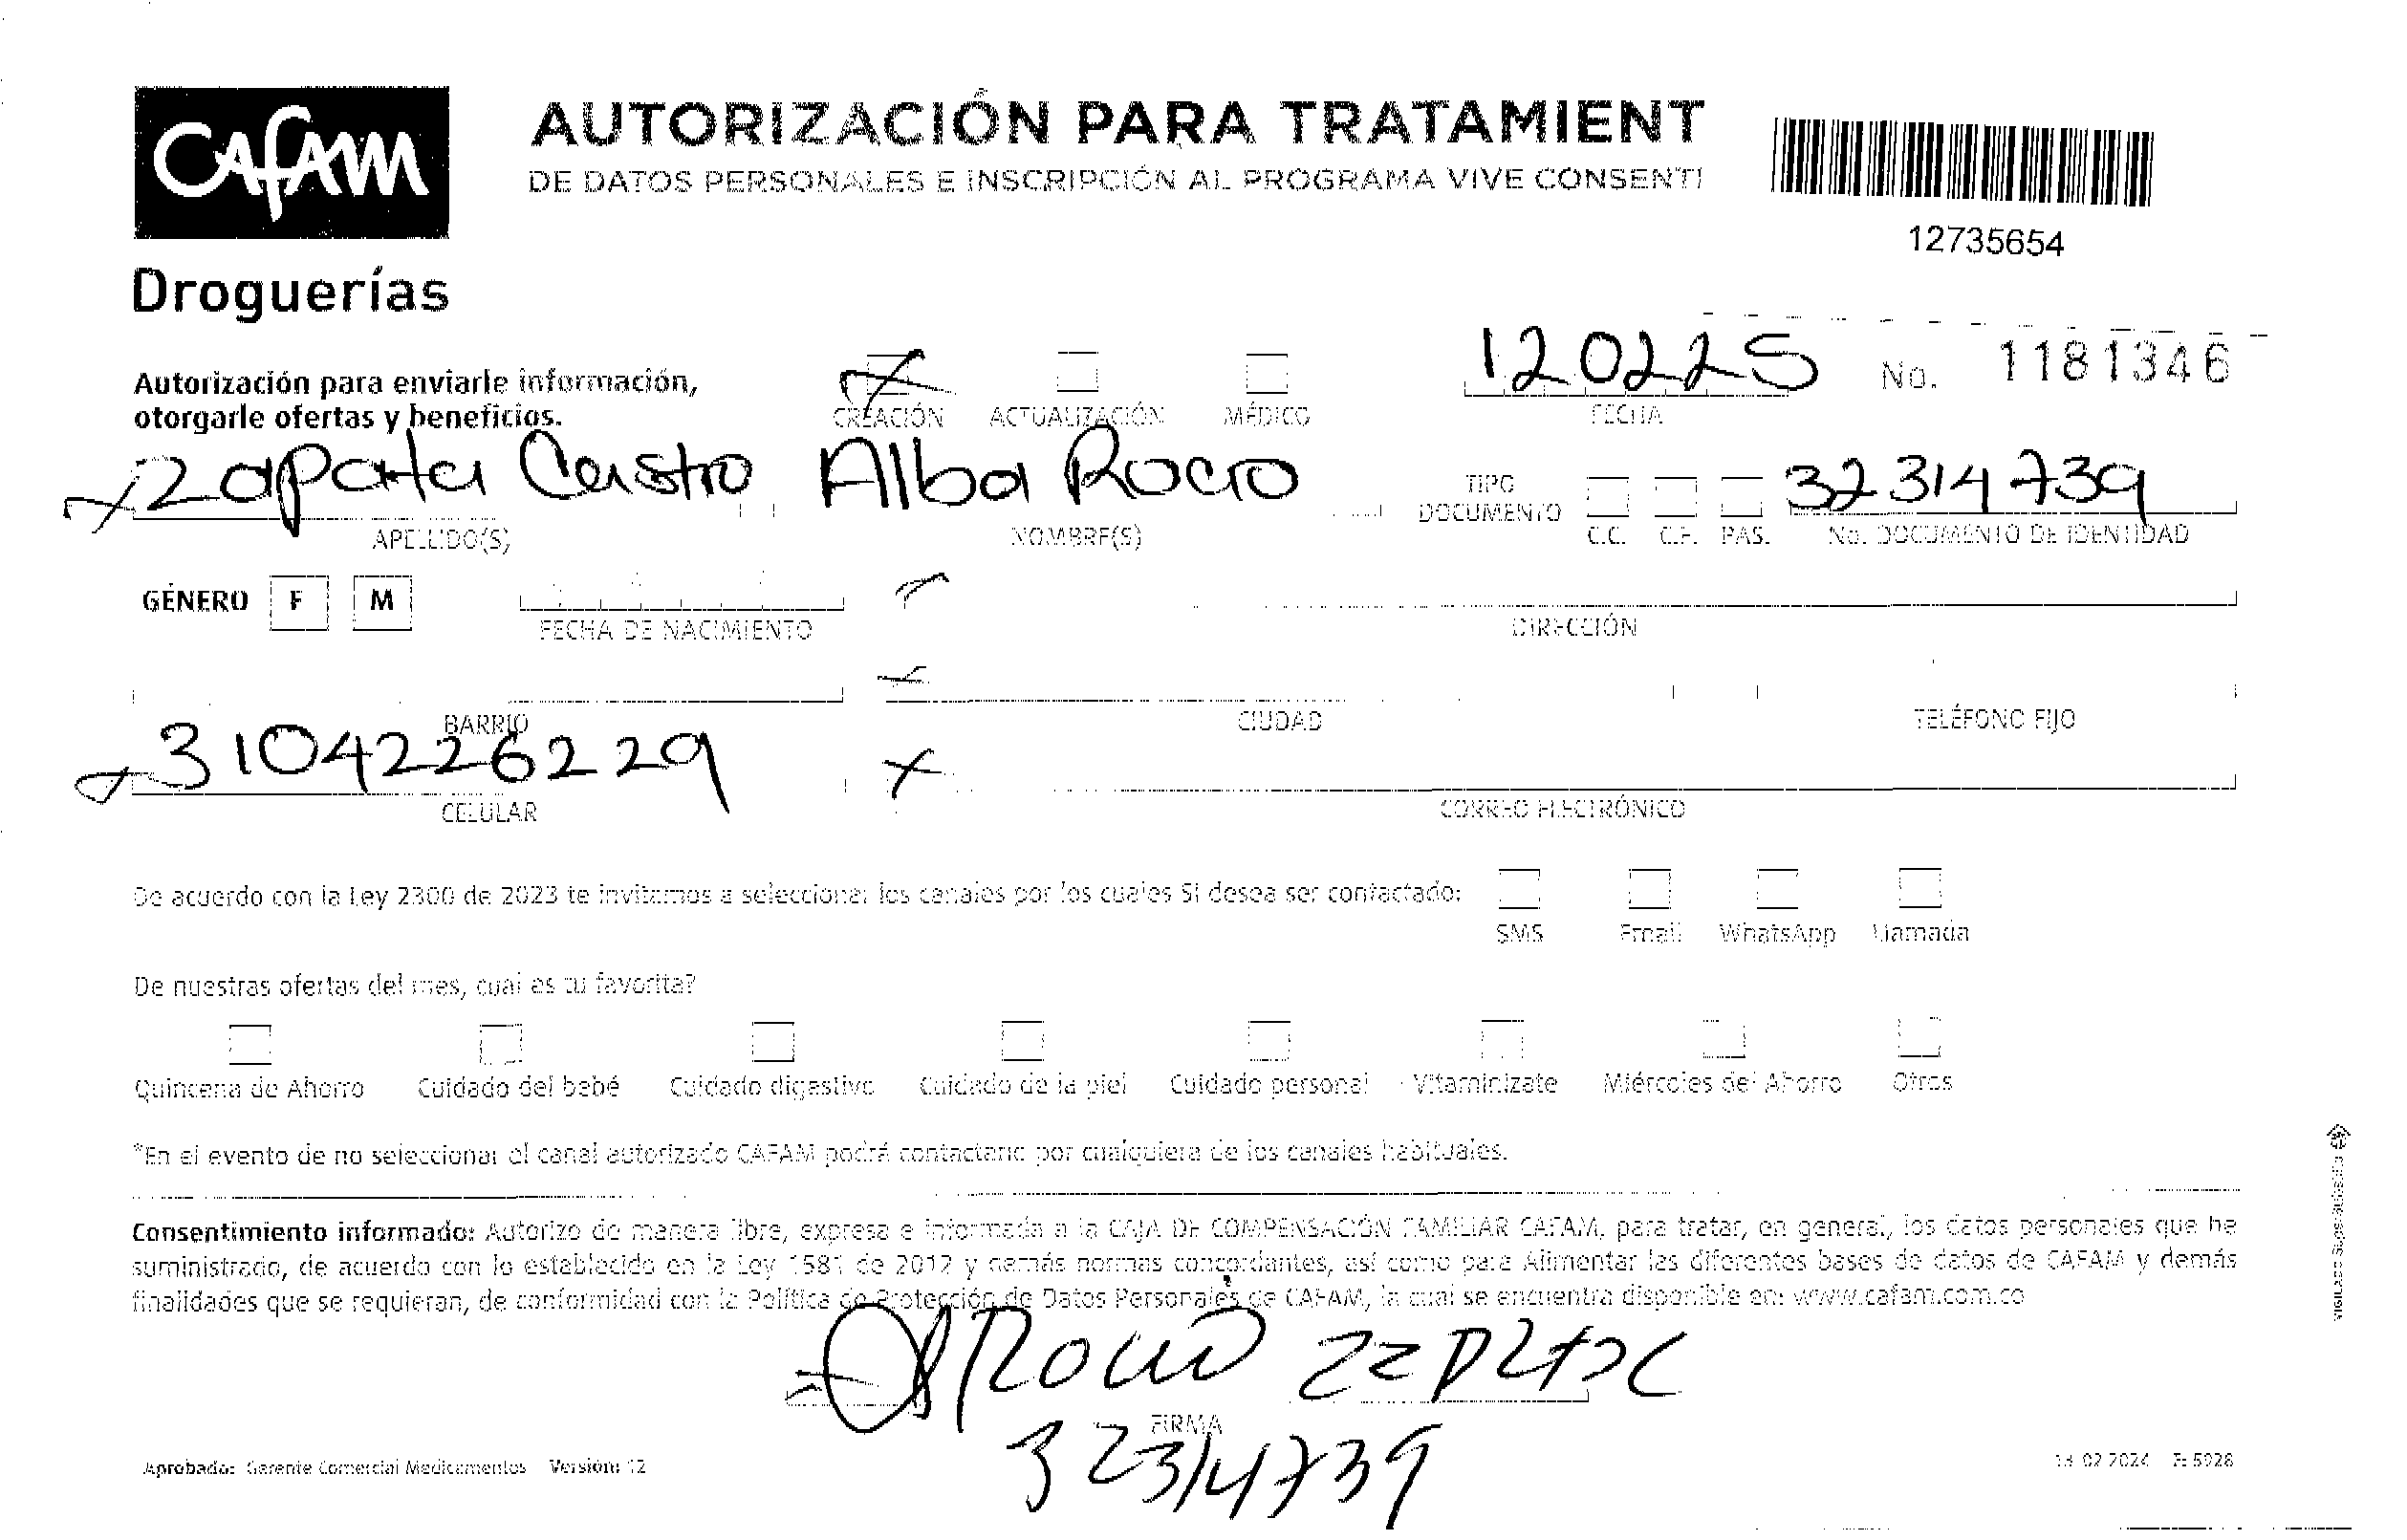 CAFAM
Droguerías
AUTORIZACIÓN PARA TRATAMIENT
DE DATOS PERSONALES E INSCRIPCIÓN AL PROGRAMA VIVE CONSENTI
12735654
Autorización para enviarle información,
otorgarle ofertas y beneficios.
CREACIÓN ACTUALIZACIÓN MÉDICO
120225
FECHA
No. 1181346
Zapata Castro Alba Rocio
APELLIDO(S) NOMBRE(S)
TIPO
DOCUMENTO
C.C. C.E. PAS.
32314739
No. DOCUMENTO DE IDENTIDAD
GÉNERO F M
FECHA DE NACIMIENTO
DIRECCIÓN
BARRIO CIUDAD TELÉFONO FIJO
3104226229
CELULAR CORREO ELECTRÓNICO
De acuerdo con la Ley 2300 de 2023 te invitamos a seleccionar los canales por los cuales SI desea ser contactado:
SMS Email WhatsApp Llamada
De nuestras ofertas del mes, cual es tu favorita?
Quincena de Ahorro Cuidado del bebé Cuidado digestivo Cuidado de la piel Cuidado personal Vitaminízate Miércoles del Ahorro Otros
*En el evento de no seleccionar el canal autorizado CAFAM podrá contactarlo por cualquiera de los canales habituales.
Consentimiento informado: Autorizo de manera libre, expresa e informada a la CAJA DE COMPENSACIÓN FAMILIAR CAFAM, para tratar, en general, los datos personales que he
suministrado, de acuerdo con lo establecido en la Ley 1581 de 2012 y demás normas concordantes, así como para Alimentar las diferentes bases de datos de CAFAM y demás
finalidades que se requieran, de conformidad con la Política de Protección de Datos Personales de CAFAM, la cual se encuentra disponible en: www.cafam.com.co
Rocio
FIRMA
32314739
Aprobado: Gerente Comercial Medicamentos Versión: 12
13 02 2024 F: 5928
VIGILADO SuperSubsidio